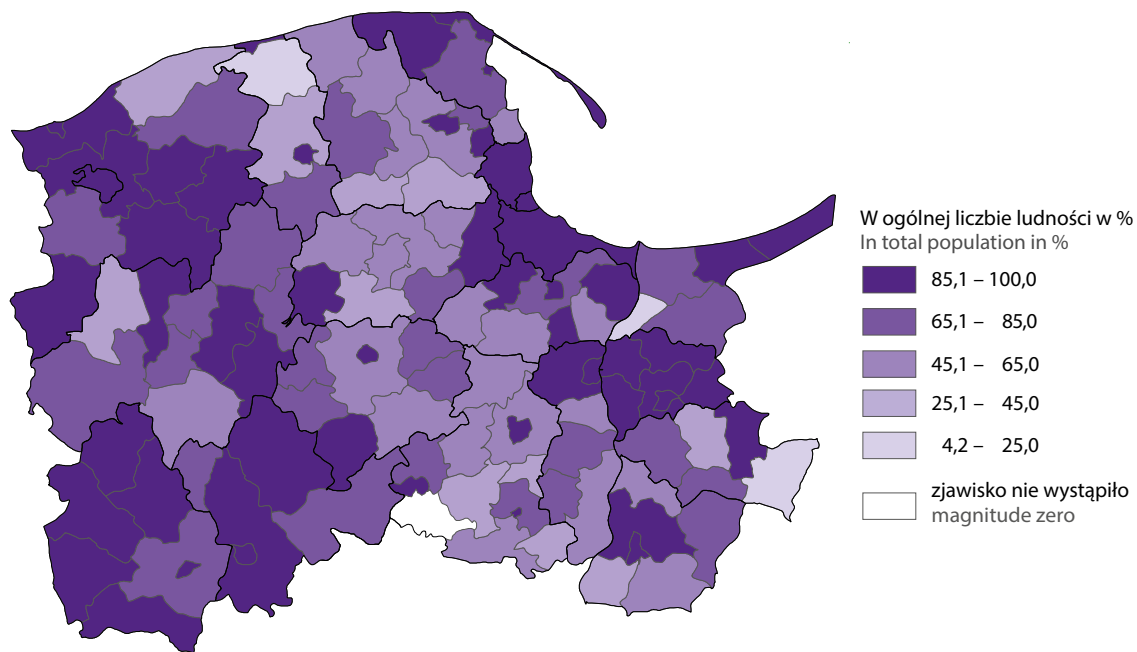 W ogólnej liczbie ludności w %
In total population in %
85,1 – 100,0
65,1 – 85,0
45,1 – 65,0
25,1 – 45,0
4,2 – 25,0
zjawisko nie wystąpiło
magnitude zero